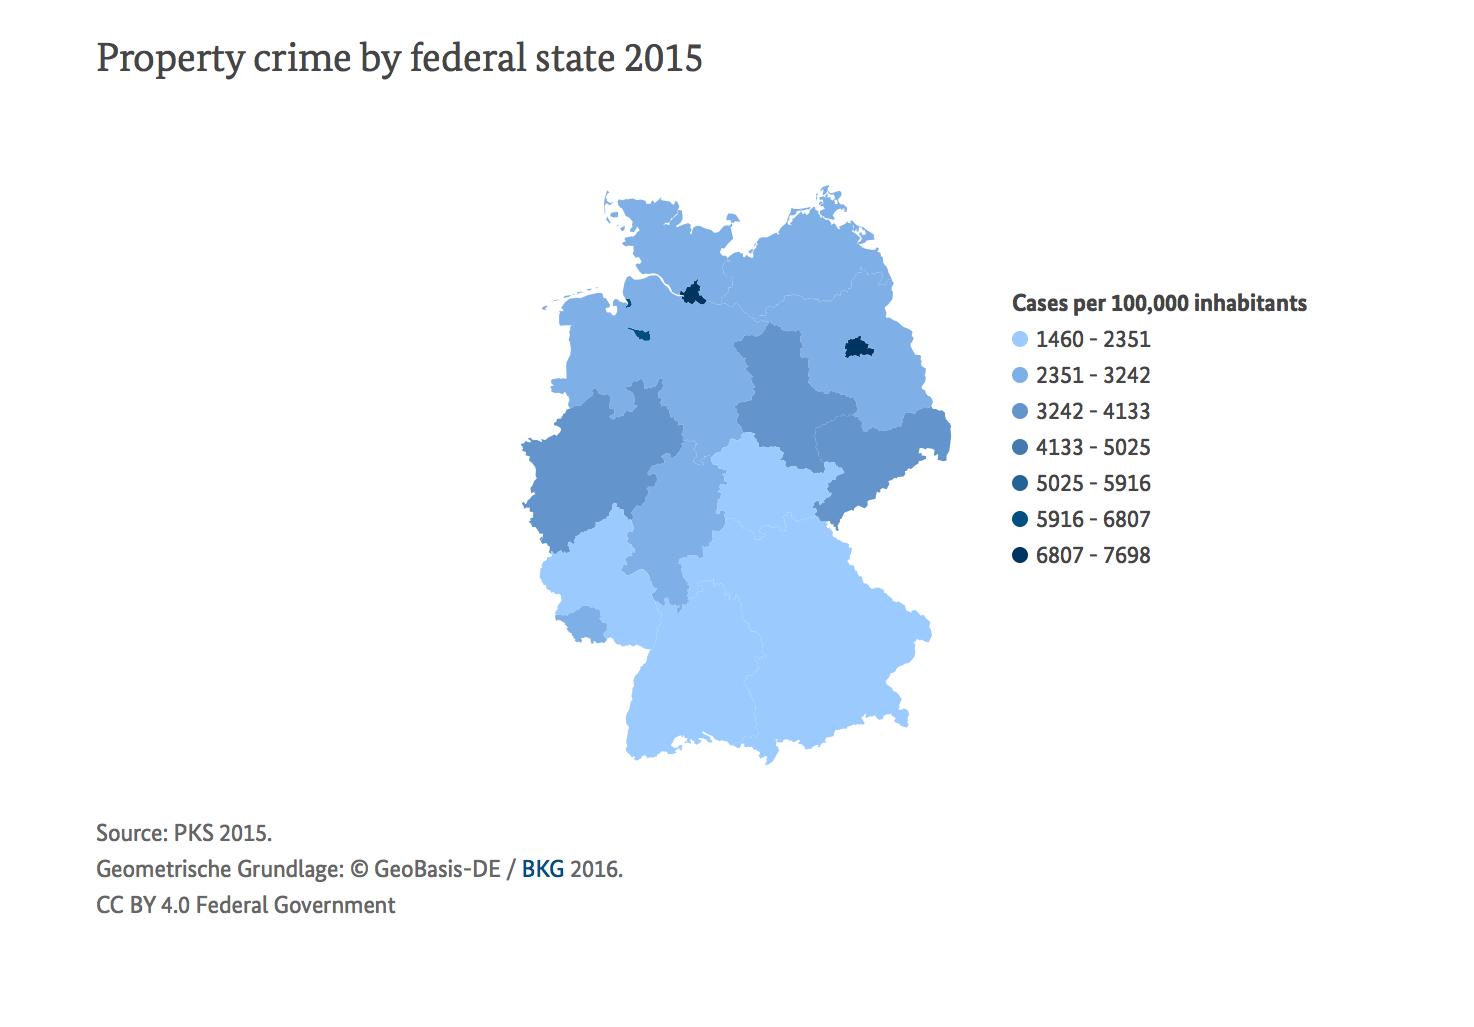 Property crime by federal state 2015
Cases per 100,000 inhabitants
1460 - 2351
2351 - 3242
3242 - 4133
4133 - 5025
5025 - 5916
5916 - 6807
6807 - 7698
Source: PKS 2015.
Geometrische Grundlage: © GeoBasis-DE / BKG 2016.
CC BY 4.0 Federal Government